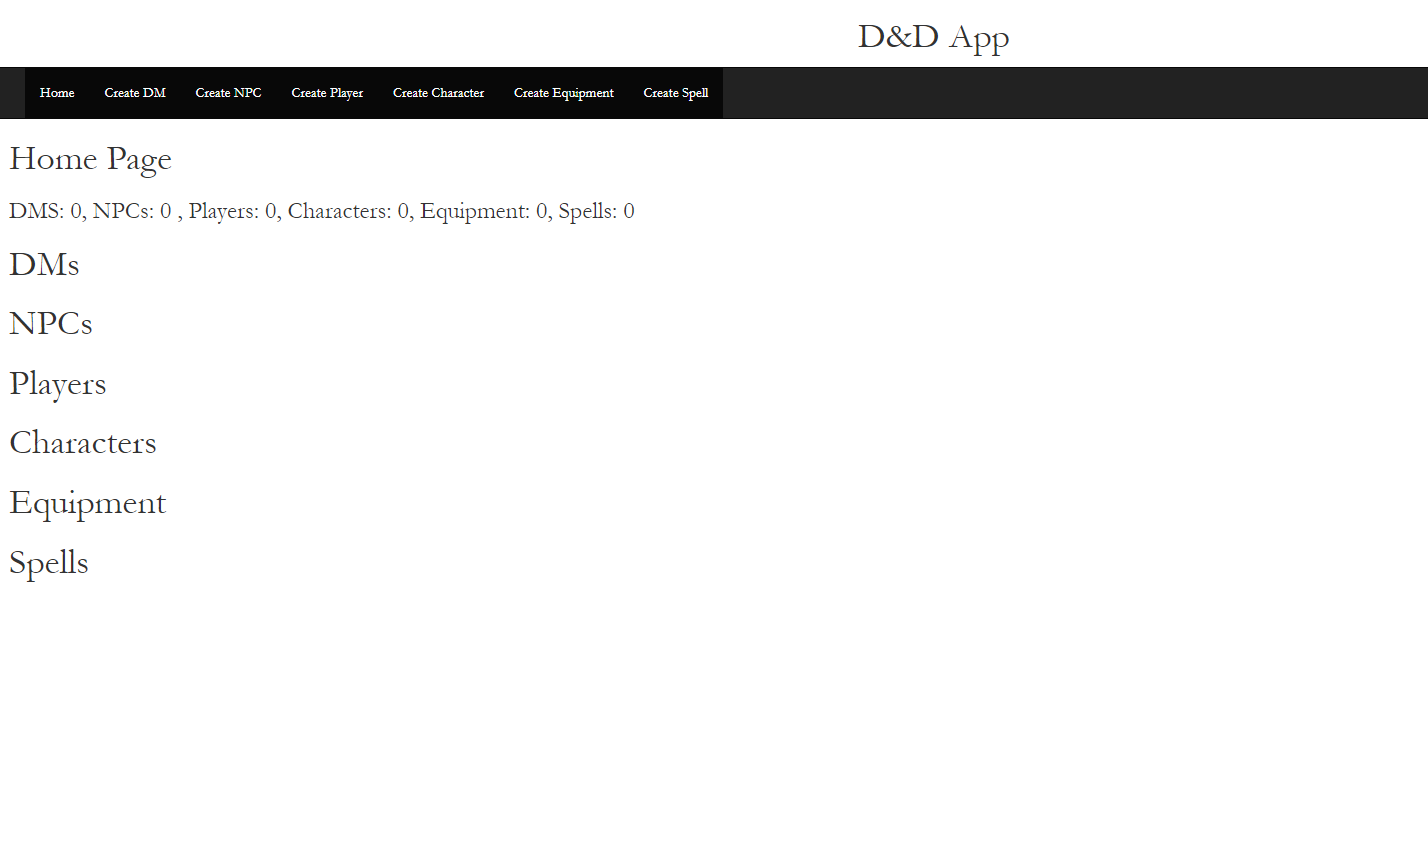 D&D App
Home Create DM Create NPC Create Player Create Character Create Equipment Create Spell
Home Page
DMS: 0, NPCs: 0 , Players: 0, Characters: 0, Equipment: 0, Spells: 0
DMs
NPCs
Players
Characters
Equipment
Spells